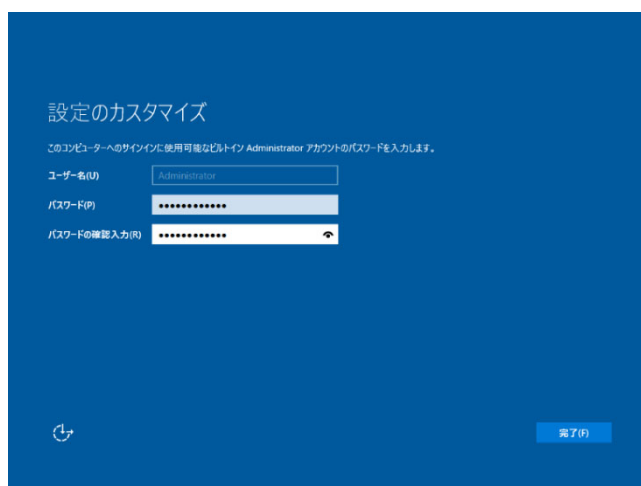 設定のカスタマイズ
このコンピューターへのサインインに使用可能なビルトイン Administrator アカウントのパスワードを入力します。
ユーザー名(U) Administrator
パスワード(P) ••••••••••••
パスワードの確認入力(R) ••••••••••••
完了(F)